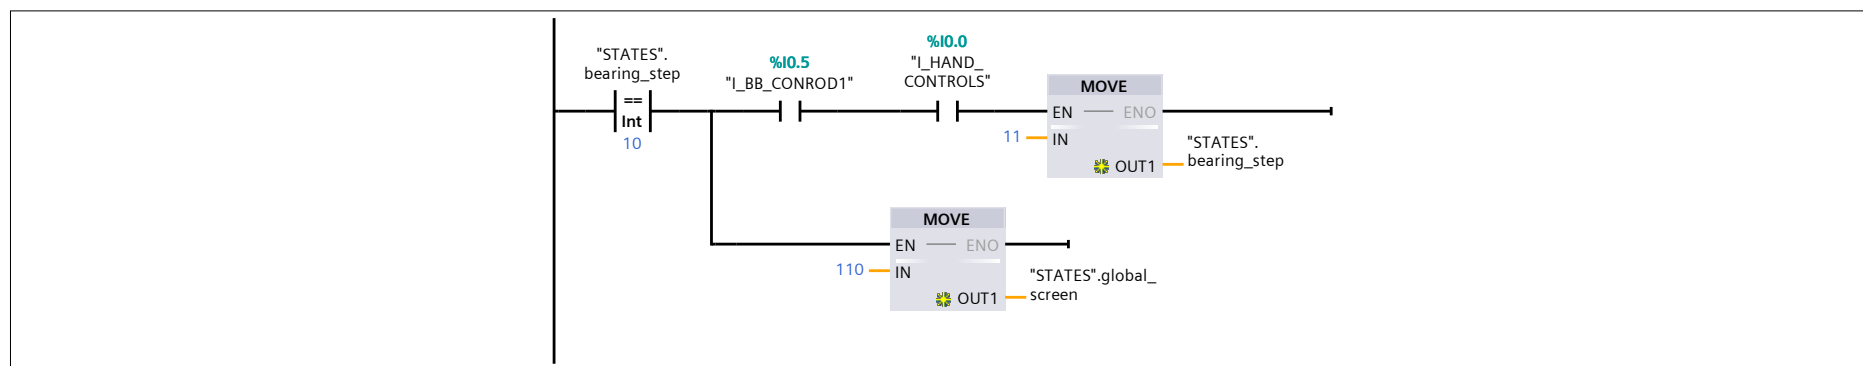 "STATES".
bearing_step
==
Int
10
%I0.5
"I_BB_CONROD1"
%I0.0
"I_HAND_
CONTROLS"
MOVE
EN ENO
11 IN
OUT1
"STATES".
bearing_step
MOVE
EN ENO
110 IN
OUT1
"STATES".global_
screen